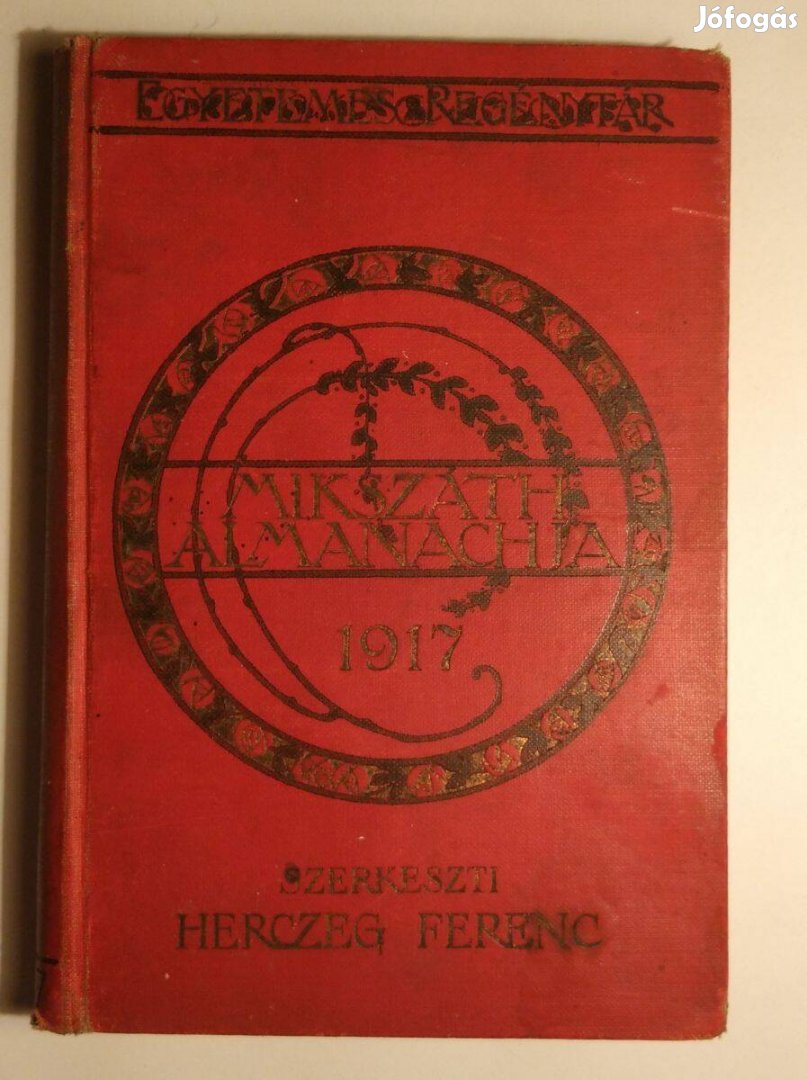 Jófogás
EGYETEMES REGÉNYTÁR
MIKSZÁTH
ALMANACHJA
1917
SZERKESZTI
HERCZEG FERENC